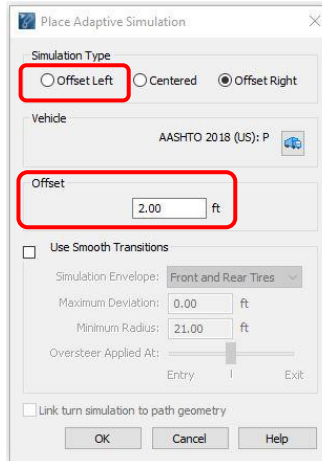 Place Adaptive Simulation
Simulation Type
Offset Left Centered Offset Right
Vehicle
AASHTO 2018 (US): P
Offset
2.00 ft
Use Smooth Transitions
Simulation Envelope: Front and Rear Tires
Maximum Deviation: 0.00 ft
Minimum Radius: 21.00 ft
Oversteer Applied At:
Entry I Exit
Link turn simulation to path geometry
OK Cancel Help